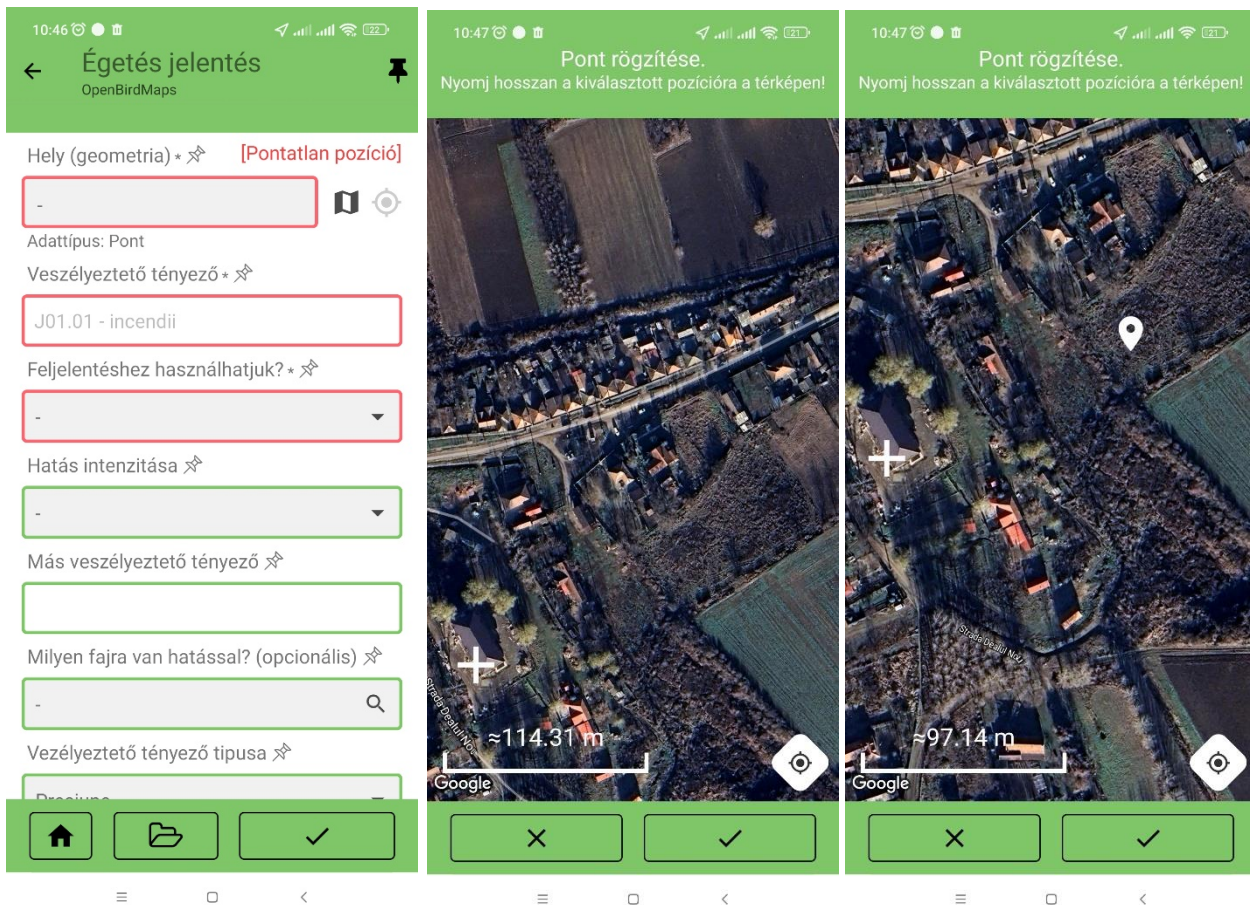 10:46
22
Égetés jelentés
OpenBirdMaps
Hely (geometria) * [Pontatlan pozíció]
-
Adattípus: Pont
Veszélyeztető tényező *
J01.01 - incendii
Feljelentéshez használhatjuk? *
-
Hatás intenzitása
-
Más veszélyeztető tényező
Milyen fajra van hatással? (opcionális)
-
Vezélyeztető tényező tipusa
10:47
21
Pont rögzítése.
Nyomj hosszan a kiválasztott pozícióra a térképen!
Strada Dealul No
≈114.31 m
Google
10:47
21
Pont rögzítése.
Nyomj hosszan a kiválasztott pozícióra a térképen!
Strada Dealul Nou
≈97.14 m
Google